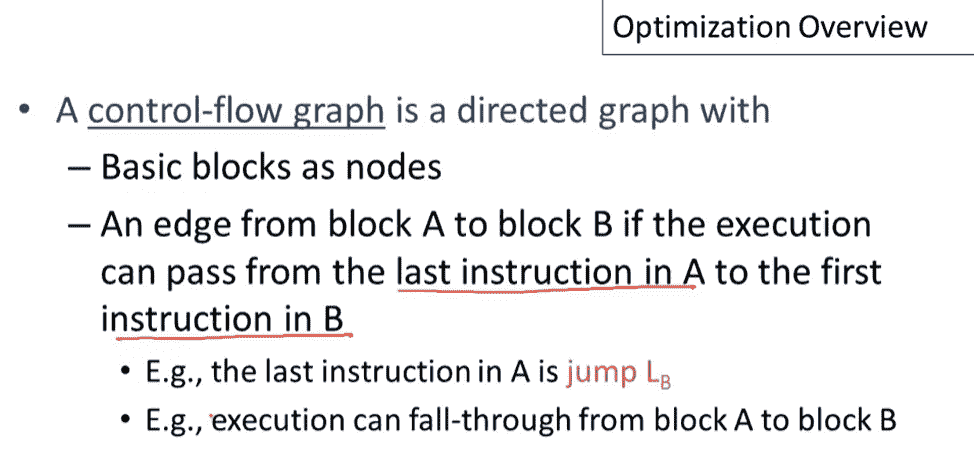 Optimization Overview
• A control-flow graph is a directed graph with
– Basic blocks as nodes
– An edge from block A to block B if the execution
can pass from the last instruction in A to the first
instruction in B
• E.g., the last instruction in A is jump L_B
• E.g., execution can fall-through from block A to block B